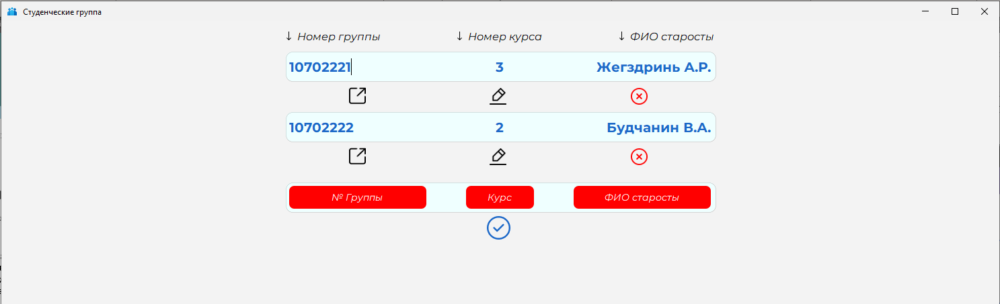 Студенческие группа
↓ Номер группы ↓ Номер курса ↓ ФИО старосты
10702221 3 Жегздринь А.Р.
10702222 2 Будчанин В.А.
№ Группы Курс ФИО старосты